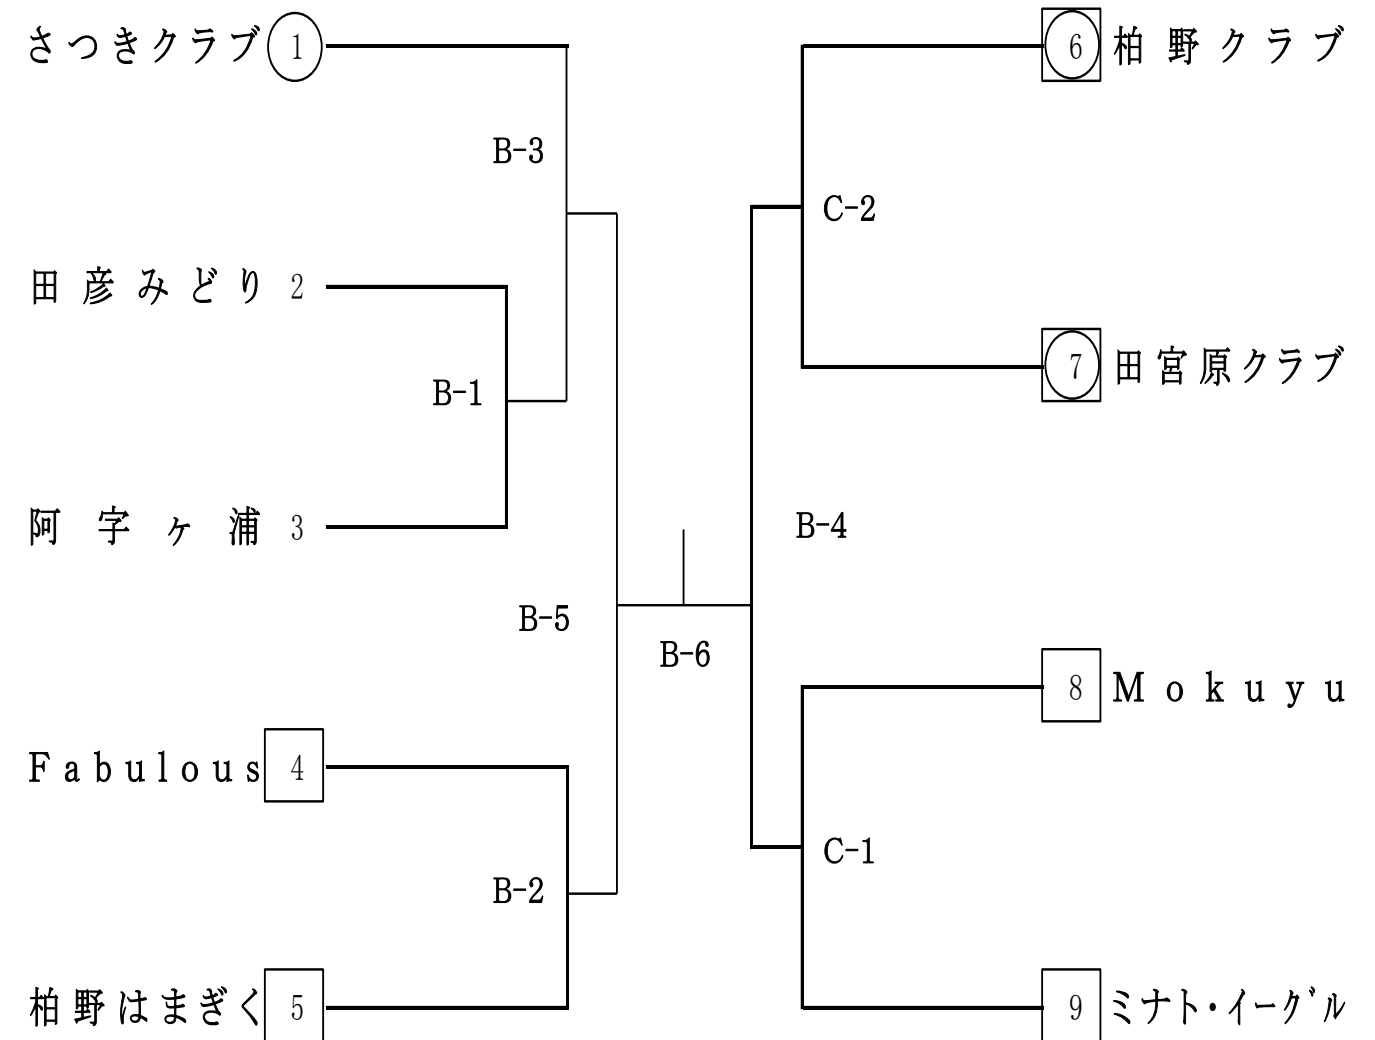 さつきクラブ 1
6 柏野クラブ
B-3
C-2
田彦みどり 2
7 田宮原クラブ
B-1
阿字ヶ浦 3
B-4
B-5
B-6
8 Mokuyu
Fabulous 4
C-1
B-2
柏野はまぎく 5
9 ミナト・イーグル